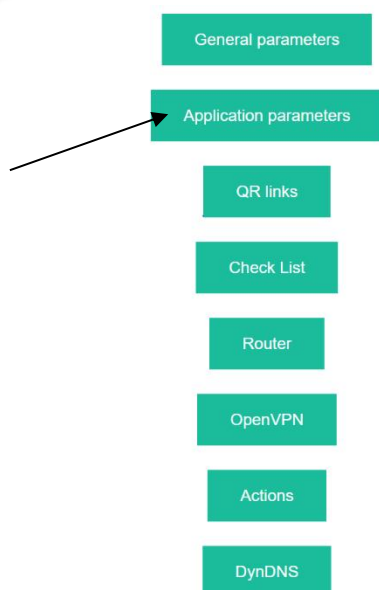 General parameters
Application parameters
QR links
Check List
Router
OpenVPN
Actions
DynDNS